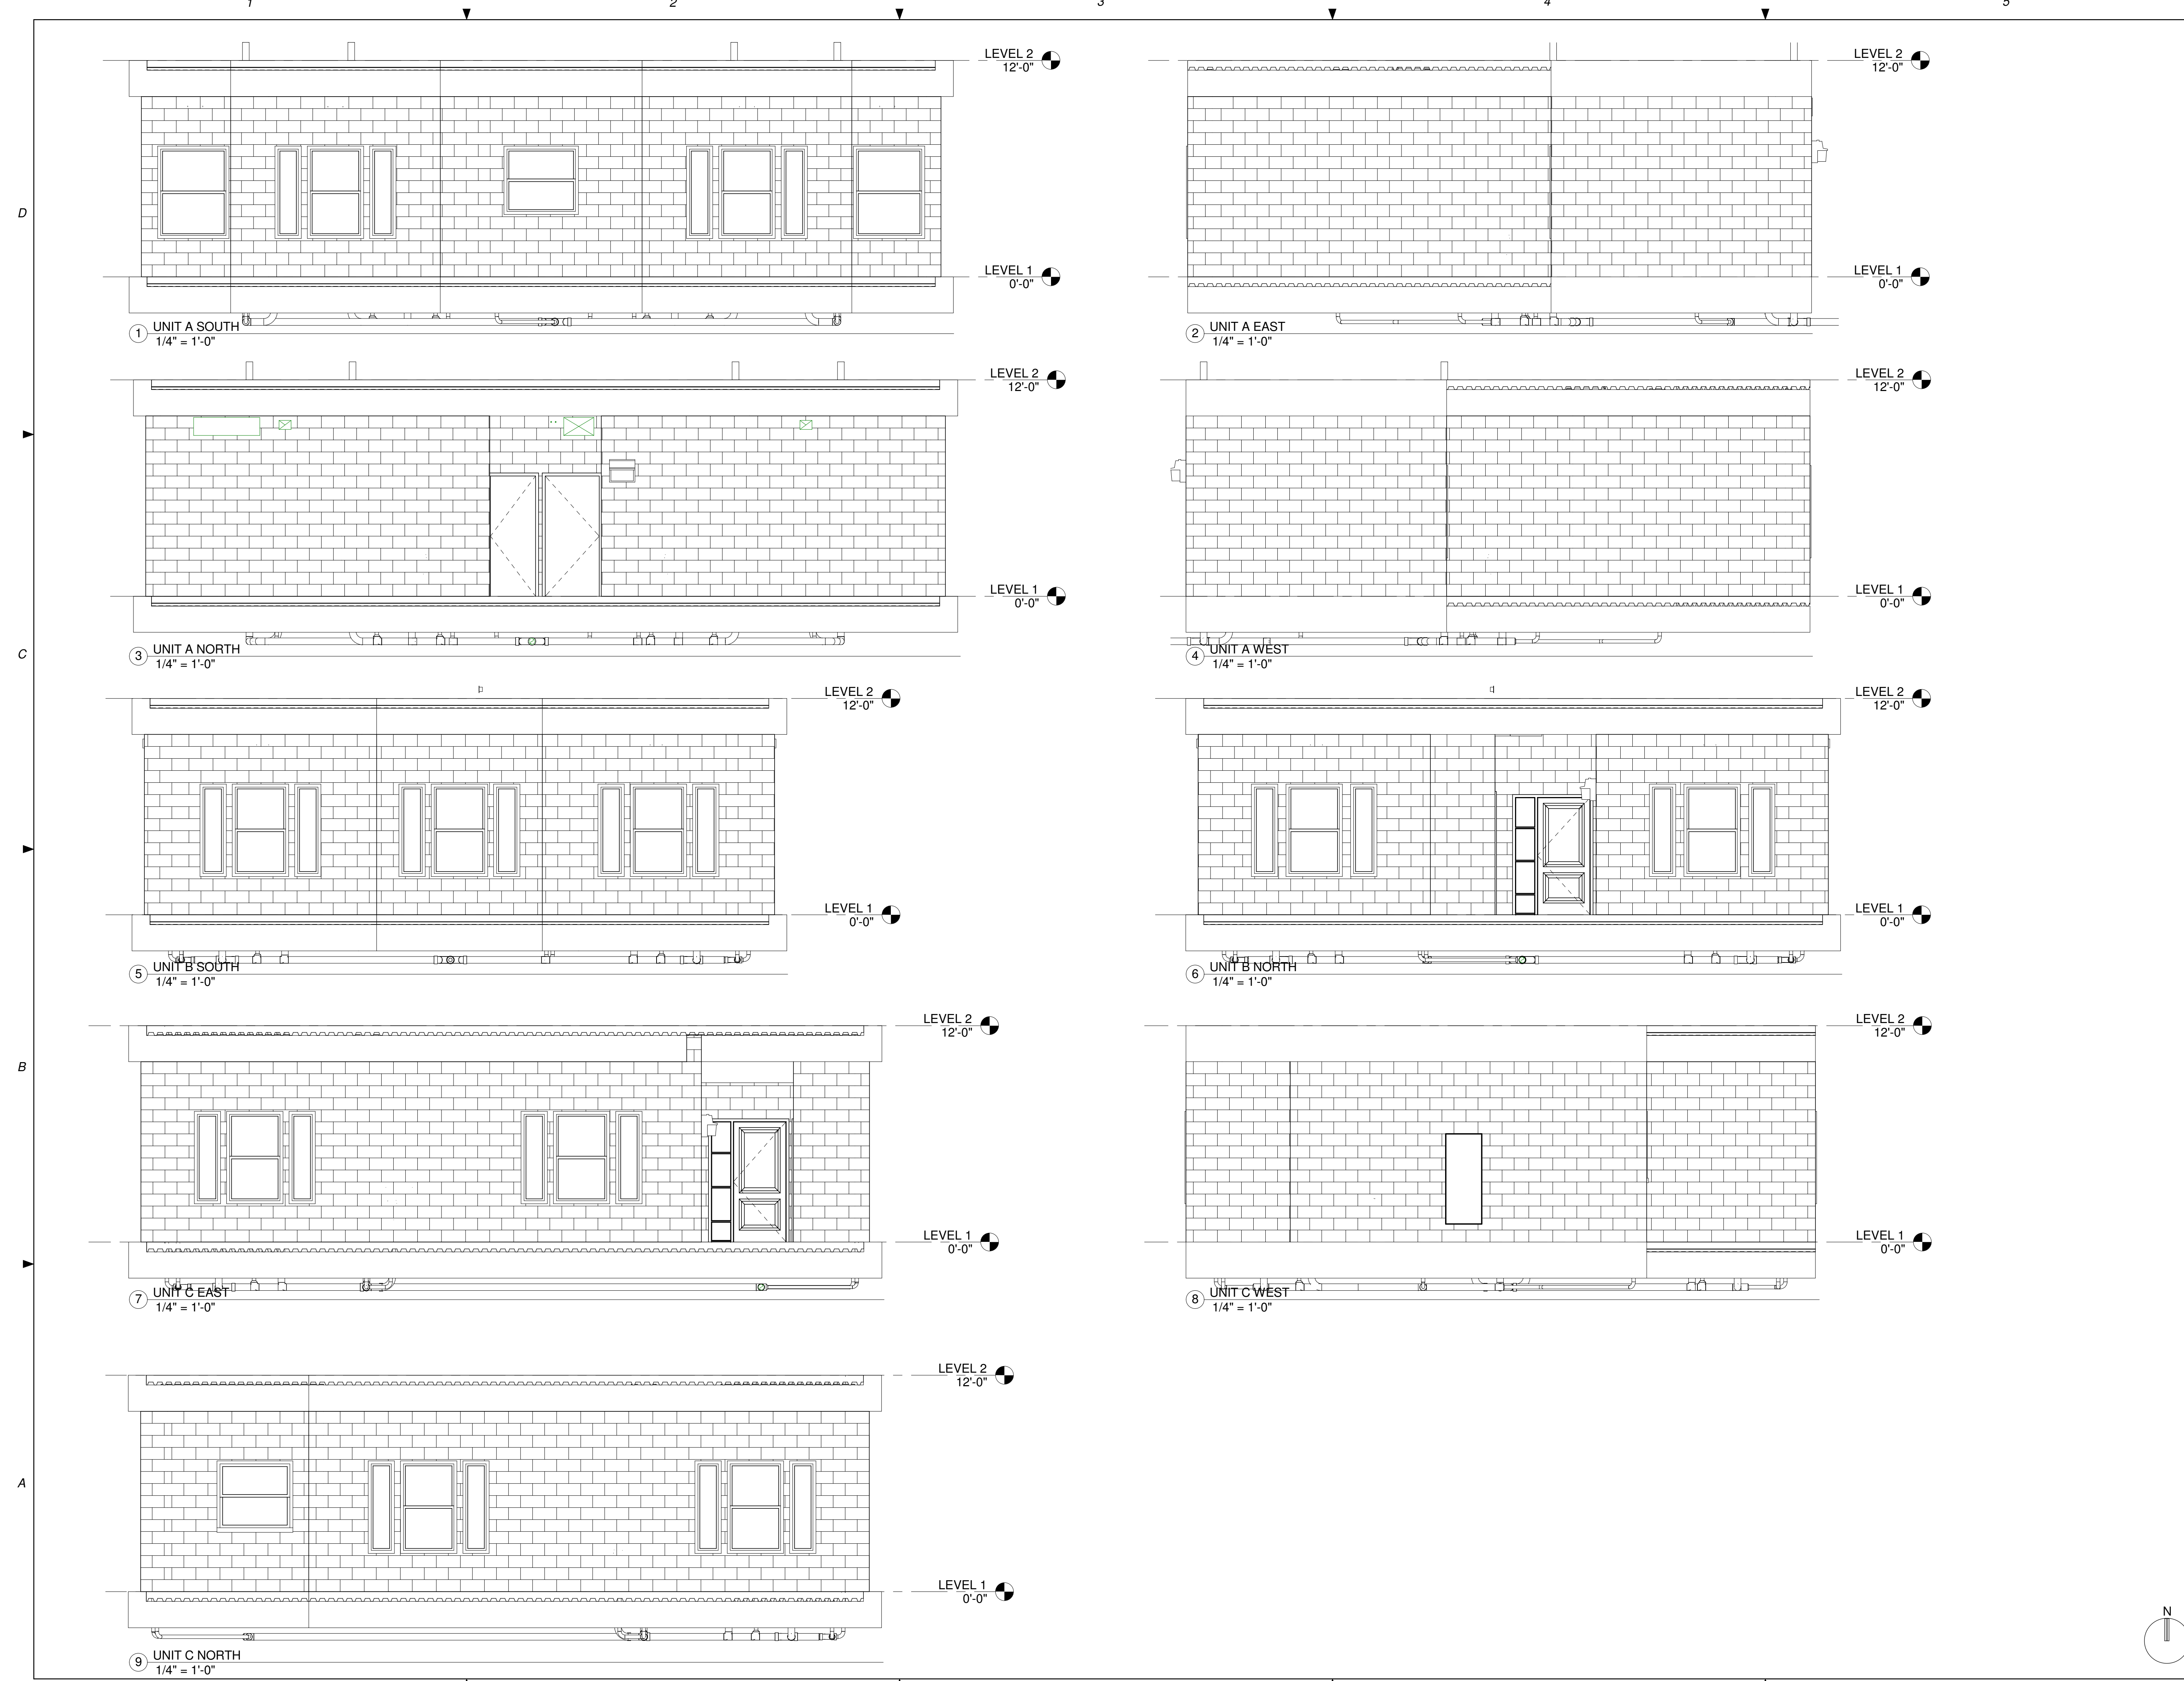 1 2 3 4 5
LEVEL 2
12'-0"
LEVEL 1
0'-0"
1 UNIT A SOUTH
1/4" = 1'-0"
LEVEL 2
12'-0"
LEVEL 1
0'-0"
2 UNIT A EAST
1/4" = 1'-0"
D
LEVEL 2
12'-0"
LEVEL 1
0'-0"
3 UNIT A NORTH
1/4" = 1'-0"
LEVEL 2
12'-0"
LEVEL 1
0'-0"
4 UNIT A WEST
1/4" = 1'-0"
C
LEVEL 2
12'-0"
LEVEL 1
0'-0"
5 UNIT B SOUTH
1/4" = 1'-0"
LEVEL 2
12'-0"
LEVEL 1
0'-0"
6 UNIT B NORTH
1/4" = 1'-0"
B
LEVEL 2
12'-0"
LEVEL 1
0'-0"
7 UNIT C EAST
1/4" = 1'-0"
LEVEL 2
12'-0"
LEVEL 1
0'-0"
8 UNIT C WEST
1/4" = 1'-0"
A
LEVEL 2
12'-0"
LEVEL 1
0'-0"
9 UNIT C NORTH
1/4" = 1'-0"
N